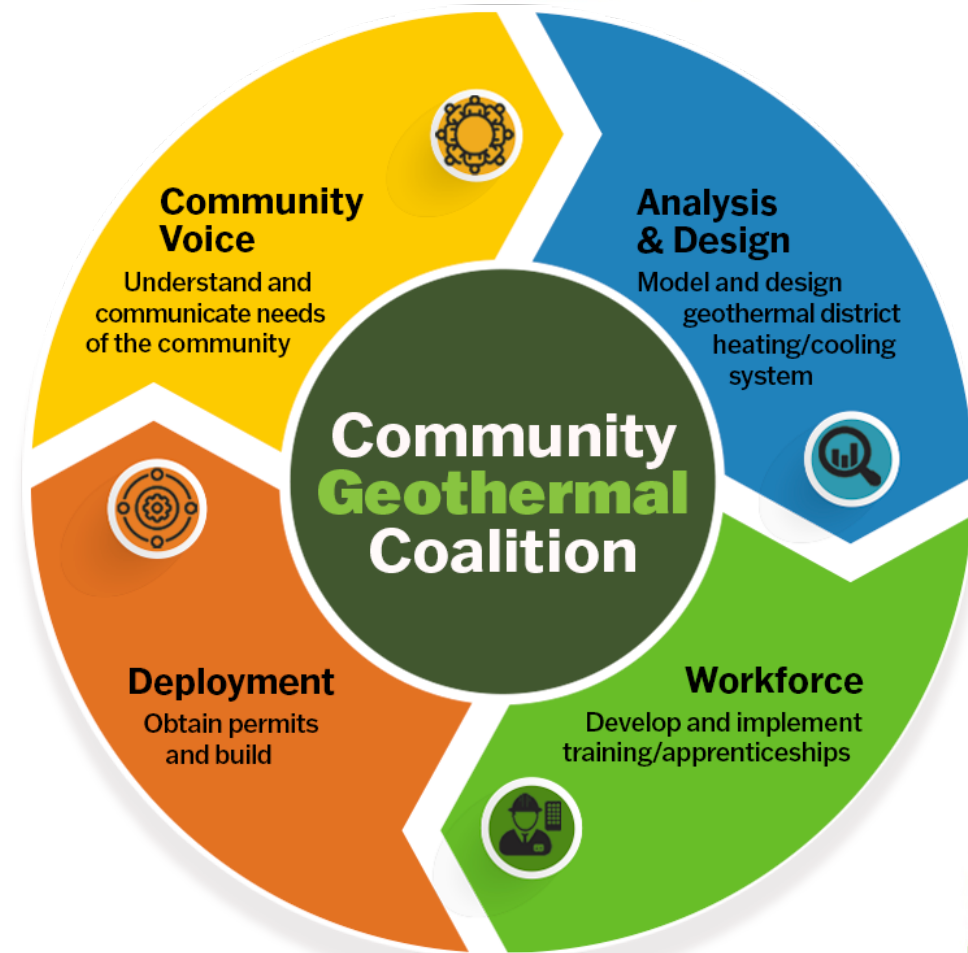 Community
Voice
Understand and
communicate needs
of the community
Analysis
& Design
Model and design
geothermal district
heating/cooling
system
Community
Geothermal
Coalition
Deployment
Obtain permits
and build
Workforce
Develop and implement
training/apprenticeships